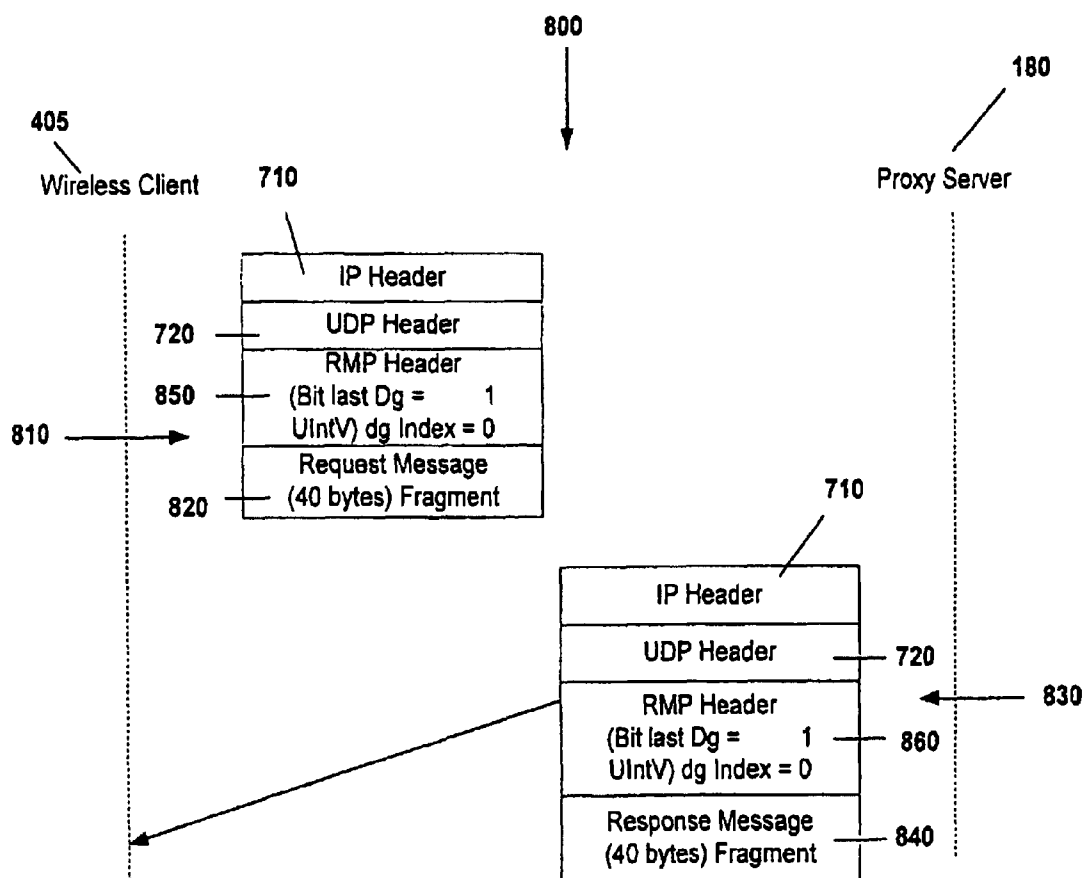 800
180
405
Wireless Client
710
Proxy Server
IP Header
720
UDP Header
850
RMP Header
(Bit last Dg = 1
UIntV) dg Index = 0
810
820
Request Message
(40 bytes) Fragment
710
IP Header
UDP Header
720
830
RMP Header
(Bit last Dg = 1
860
UIntV) dg Index = 0
Response Message
840
(40 bytes) Fragment